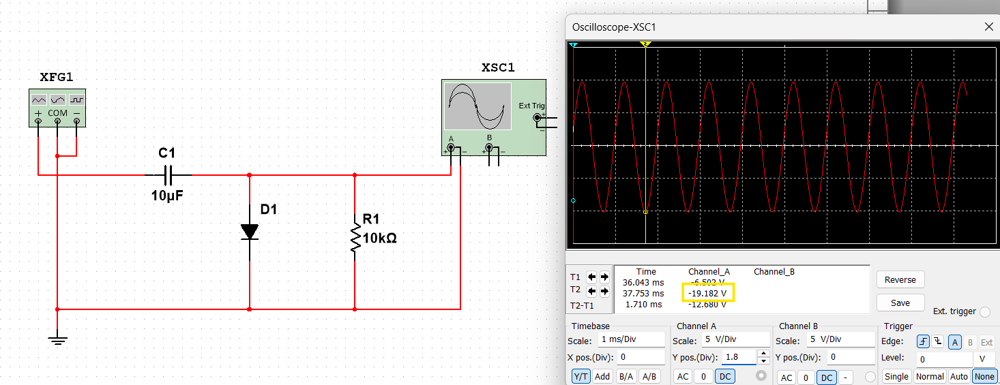 Oscilloscope-XSC1
XFG1
+ COM −
XSC1
Ext Trig
+
−
A
B
+ − + −
C1
10µF
D1
R1
10kΩ
1
2
Time Channel_A Channel_B
T1 36.043 ms -6.502 V
T2 37.753 ms -19.182 V
T2-T1 1.710 ms -12.680 V
Reverse
Save
Ext. trigger
Timebase
Scale: 1 ms/Div
X pos.(Div): 0
Y/T Add B/A A/B
Channel A
Scale: 5 V/Div
Y pos.(Div): 1.8
AC 0 DC
Channel B
Scale: 5 V/Div
Y pos.(Div): 0
AC 0 DC -
Trigger
Edge: A B Ext
Level: 0 V
Single Normal Auto None